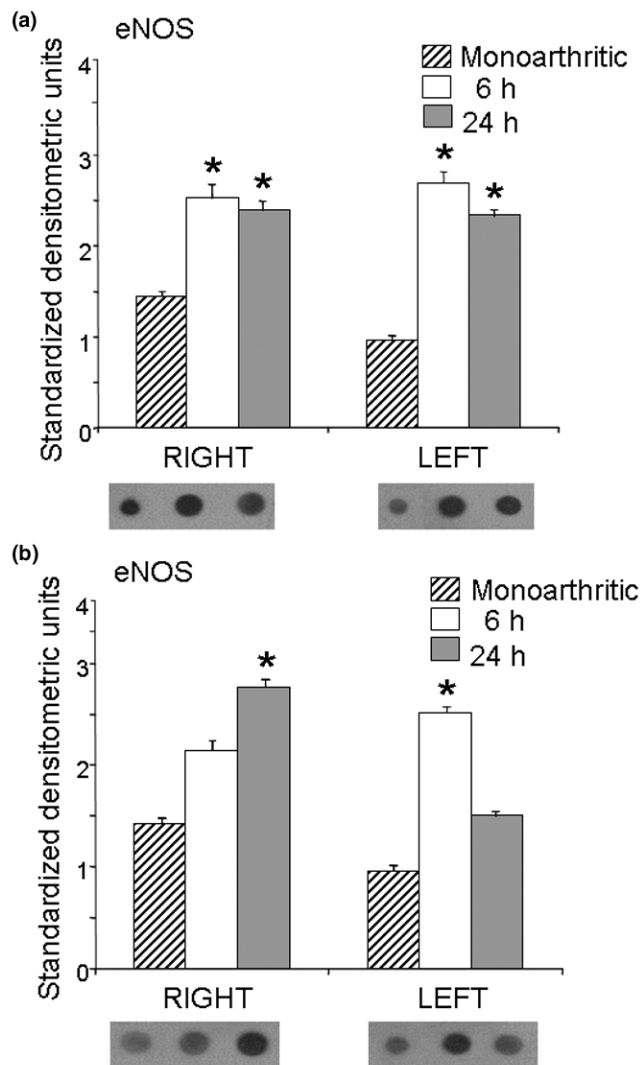 (a)
eNOS
Monoarthritic
6 h
24 h
Standardized densitometric units
4
3
2
1
0
* * * *
RIGHT LEFT
(b)
eNOS
Monoarthritic
6 h
24 h
Standardized densitometric units
4
3
2
1
0
* *
RIGHT LEFT